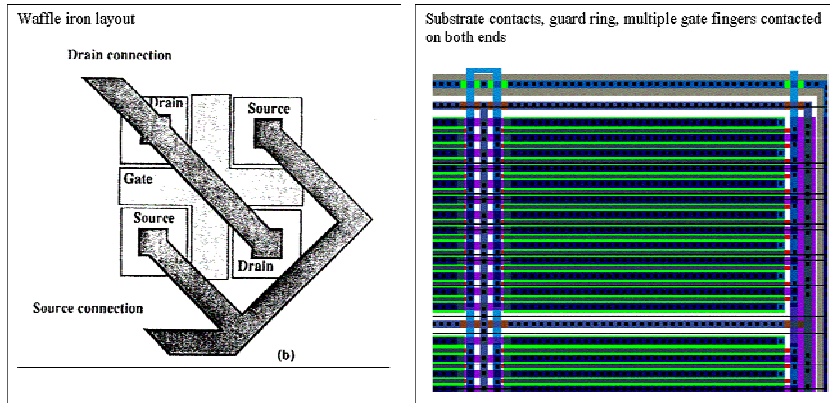 Waffle iron layout
Drain connection
Drain
Source
Gate
Source
Drain
Source connection
(b)
Substrate contacts, guard ring, multiple gate fingers contacted
on both ends